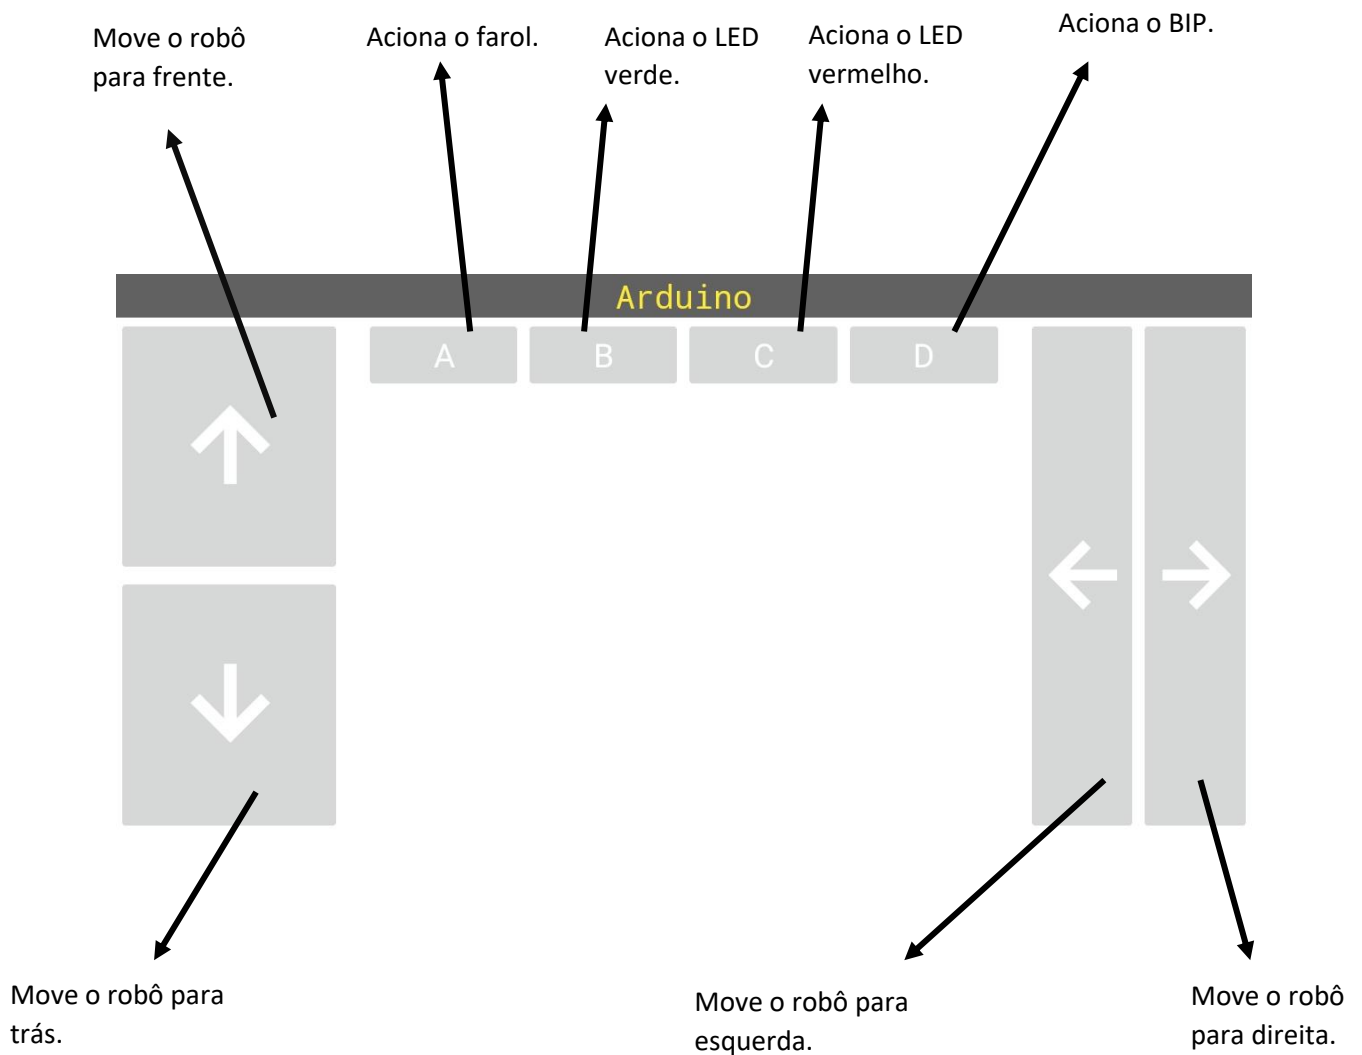 Move o robô
para frente.
Aciona o farol.
Aciona o LED
verde.
Aciona o LED
vermelho.
Aciona o BIP.
Arduino
A
B
C
D
Move o robô para
trás.
Move o robô para
esquerda.
Move o robô
para direita.